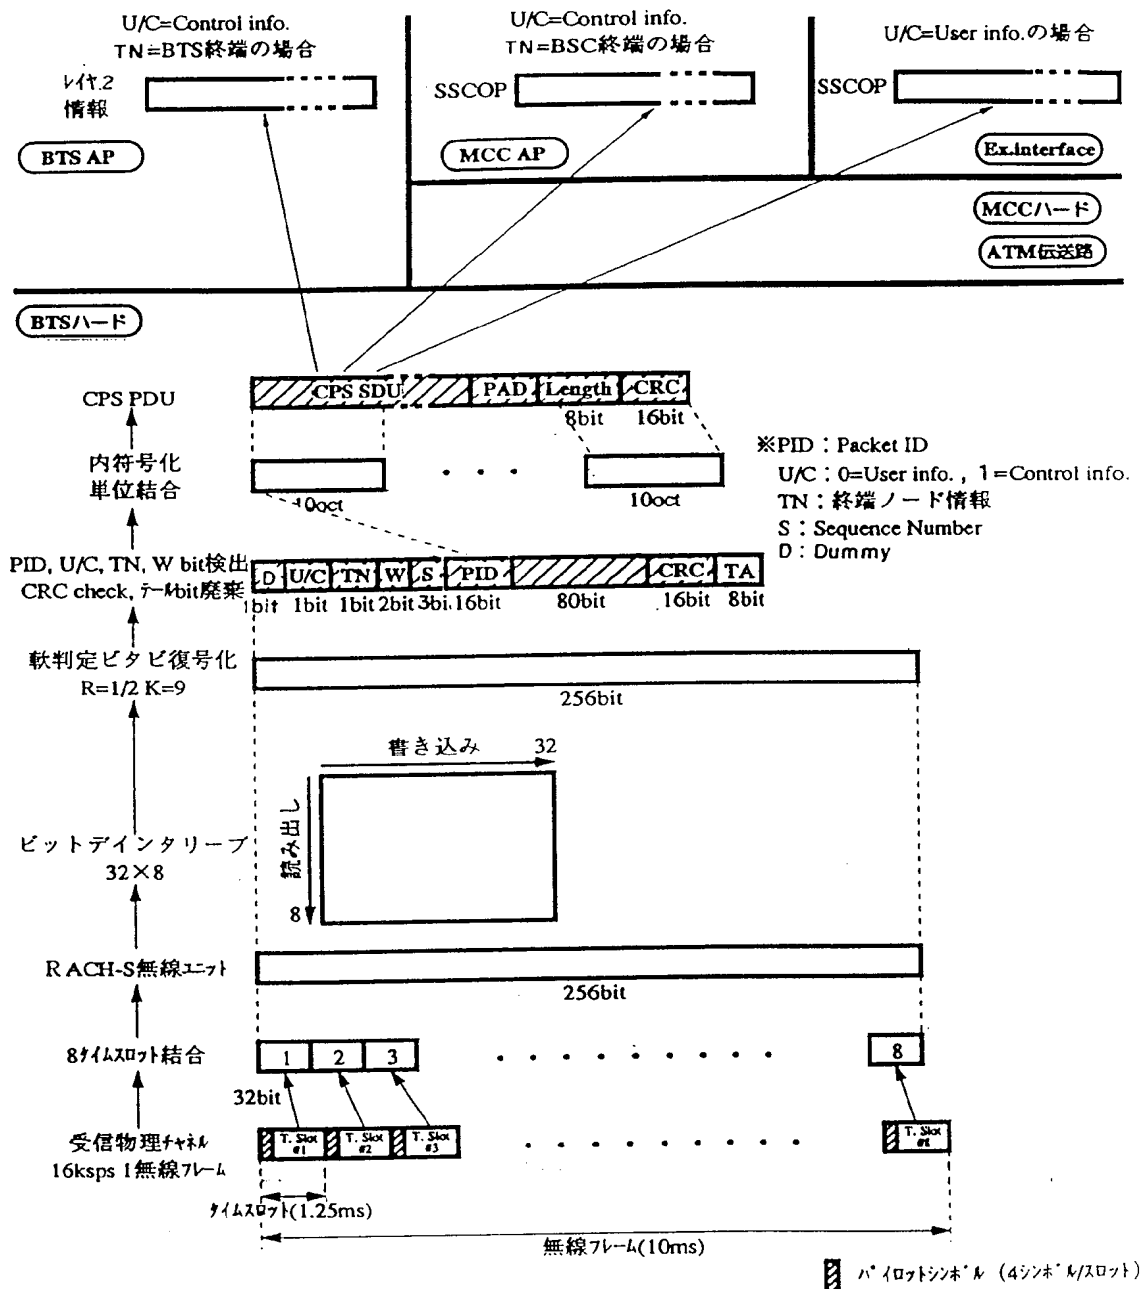 U/C=Control info.
TN=BTS終端の場合
レイヤ.2
情報
BTS AP
U/C=Control info.
TN=BSC終端の場合
SSCOP
MCC AP
U/C=User info.の場合
SSCOP
Ex.interface
MCCハード
ATM伝送路
BTSハード
CPS PDU
CPS SDU PAD Length CRC
8bit 16bit
内符号化
単位結合
10oct 10oct
※PID：Packet ID
U/C：0=User info. , 1=Control info.
TN：終端ノード情報
S：Sequence Number
D：Dummy
PID, U/C, TN, W bit検出
CRC check, テールbit廃棄
D U/C TN W S PID CRC TA
1bit 1bit 1bit 2bit 3bit 16bit 80bit 16bit 8bit
軟判定ビタビ復号化
R=1/2 K=9
256bit
書き込み 32
読み出し
8
ビットデインタリーブ
32×8
RACH-S無線ユニット
256bit
8タイムスロット結合
1 2 3 8
32bit
受信物理チャネル
16ksps 1無線フレーム
T. Slot #1 T. Slot #2 T. Slot #3 T. Slot #8
タイムスロット(1.25ms)
無線フレーム(10ms)
パイロットシンボル (4シンボル/スロット)